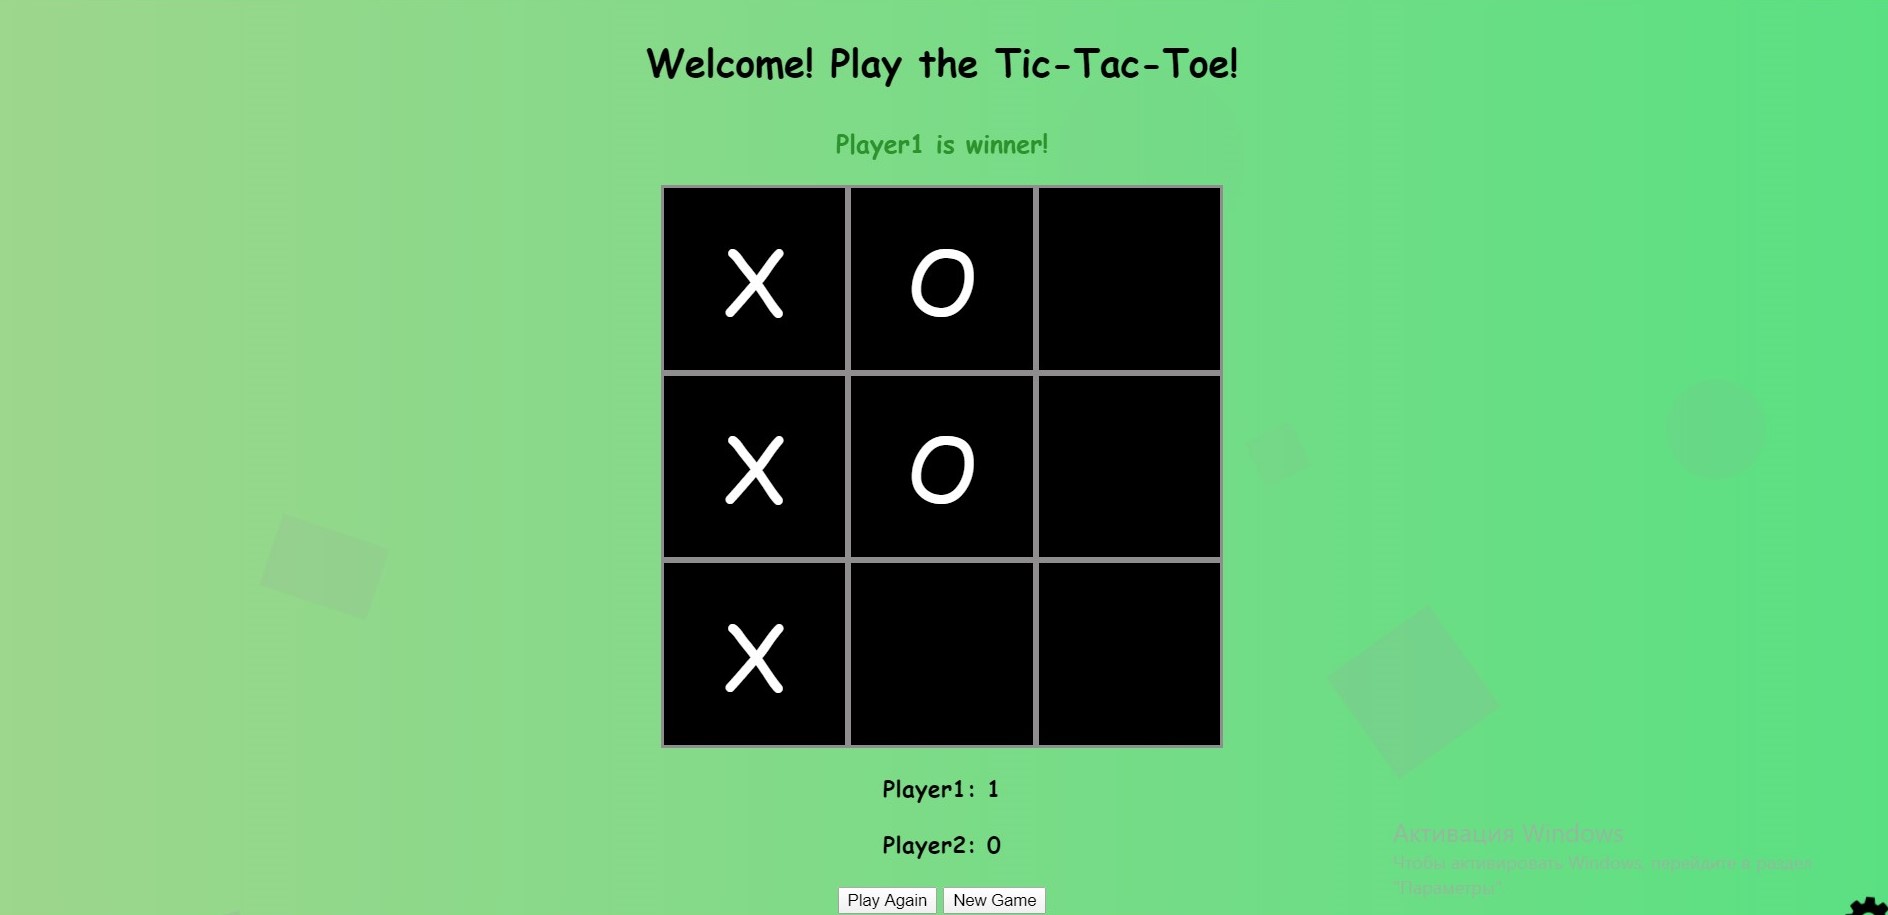 Welcome! Play the Tic-Tac-Toe!
Player1 is winner!
X O
X O
X
Player1: 1
Player2: 0
Активация Windows
Чтобы активировать Windows, перейдите в раздел
"Параметры".
Play Again New Game